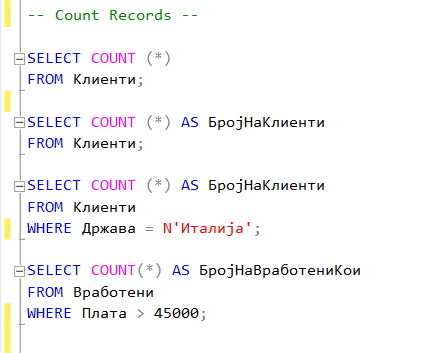 -- Count Records --
SELECT COUNT (*)
FROM Клиенти;
SELECT COUNT (*) AS БројНаКлиенти
FROM Клиенти;
SELECT COUNT (*) AS БројНаКлиенти
FROM Клиенти
WHERE Држава = N'Италија';
SELECT COUNT(*) AS БројНаВработениКои
FROM Вработени
WHERE Плата > 45000;